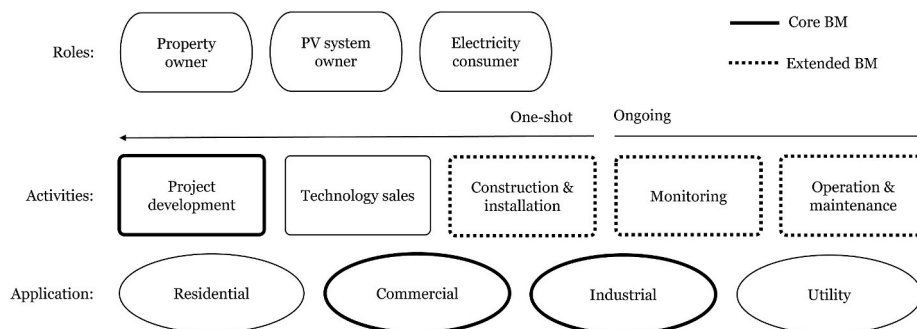 Roles:
Property
owner
PV system
owner
Electricity
consumer
Core BM
Extended BM
One-shot
Ongoing
Activities:
Project
development
Technology sales
Construction &
installation
Monitoring
Operation &
maintenance
Application:
Residential
Commercial
Industrial
Utility